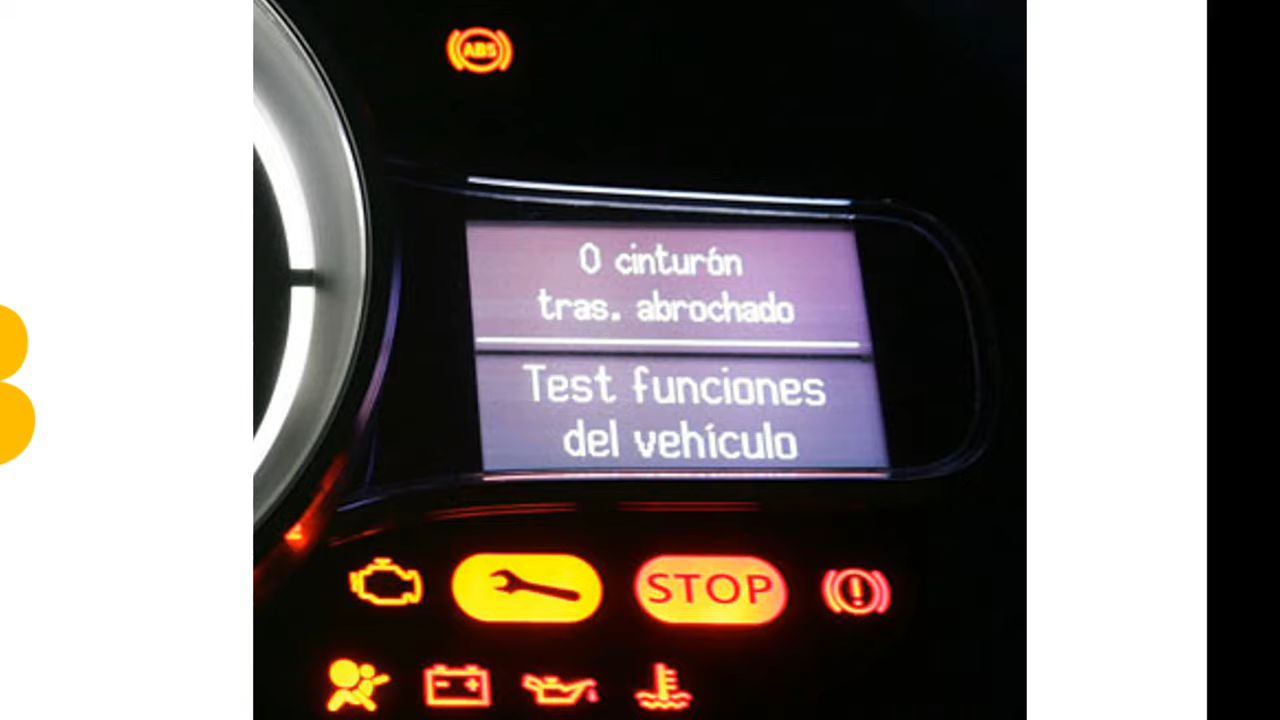 ABS
0 cinturón
tras. abrochado
Test funciones
del vehículo
STOP